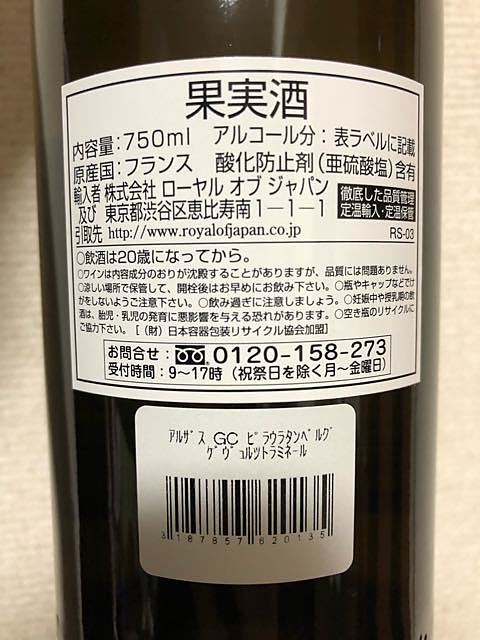 果実酒
内容量:750ml アルコール分:表ラベルに記載
原産国:フランス 酸化防止剤(亜硫酸塩)含有
輸入者及び引取先 株式会社 ローヤル オブ ジャパン
東京都渋谷区恵比寿南1-1-1
http://www.royalofjapan.co.jp
徹底した品質管理
定温輸入・定温保管
RS-03
○飲酒は20歳になってから。
○ワインは内容成分のおりが沈殿することがありますが、品質には問題ありません。
○涼しい場所で保管して、開栓後はお早めにお飲み下さい。○瓶やキャップなどでけ
がをしないようご注意下さい。○飲み過ぎに注意しましょう。○妊娠中や授乳期の飲
酒は、胎児・乳児の発育に悪影響を与える恐れがあります。○空き瓶のリサイクルに
ご協力下さい。[(財)日本容器包装リサイクル協会加盟]
お問合せ:0120-158-273
受付時間:9~17時(祝祭日を除く月~金曜日)
ｱﾙｻﾞｽ GC ﾋﾟﾗｳﾗﾀﾝﾍﾞﾙｸﾞ
ｹﾞｳﾞｭﾙﾂﾄﾗﾐﾈｰﾙ
3187857620135